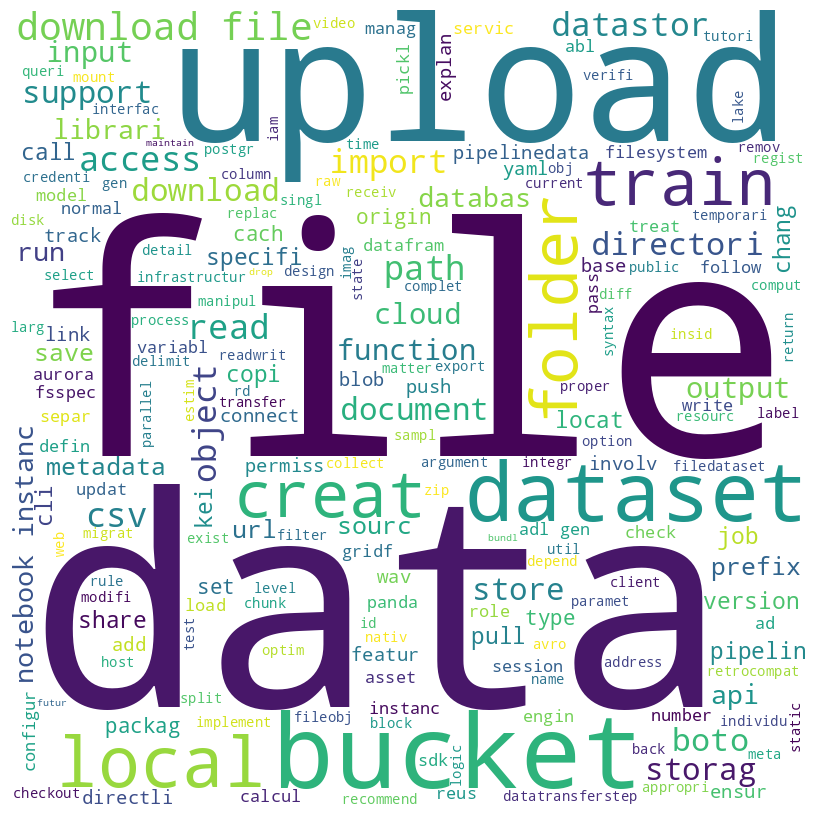 download file
video
manag
servic
datastor
tutori
input
upload
abl
queri
mount
pickl
explan
verifi
support
interfac
lake
librari
iam
time
maintain
postgr
pipelinedata
filesystem
remov
regist
call
access
import
yaml
obj
train
credenti
gen
column
raw
receiv
current
model
download
singl
databas
temporari
disk
normal
replac
origin
folder
treat
chang
track
detail
cach
datafram
directori
run
specifi
imag
state
path
base
public
follow
select
infrastructur
drop
design
complet
pass
diff
comput
file
manipul
cloud
syntax
return
larg
link
process
read
insid
variabl
readwrit
function
matter
export
save
delimit
aurora
copi
blob
push
proper
output
fsspec
rd
transfer
estim
parallel
object
connect
document
locat
write
resourc
label
separ
sampl
option
defin
notebook instanc
cli
metadata
permiss
collect
argument
integr
involv
filedataset
updat
kei
creat
zip
dataset
csv
url
filter
sourc
adl gen
check
job
migrat
web
exist
gridf
bundl
util
depend
prefix
rule
modifi
set
level
wav
data
store
client
version
share
load
chunk
panda
role
type
paramet
ad
add
test
id
nativ
avro
pull
host
optim
featur
session
name
address
pipelin
retrocompat
asset
futur
split
instanc
api
configur
packag
implement
fileobj
block
engin
number
individu
static
local
bucket
sdk
logic
boto
back
meta
storag
checkout
directli
calcul
recommend
reus
datatransferstep
appropri
ensur